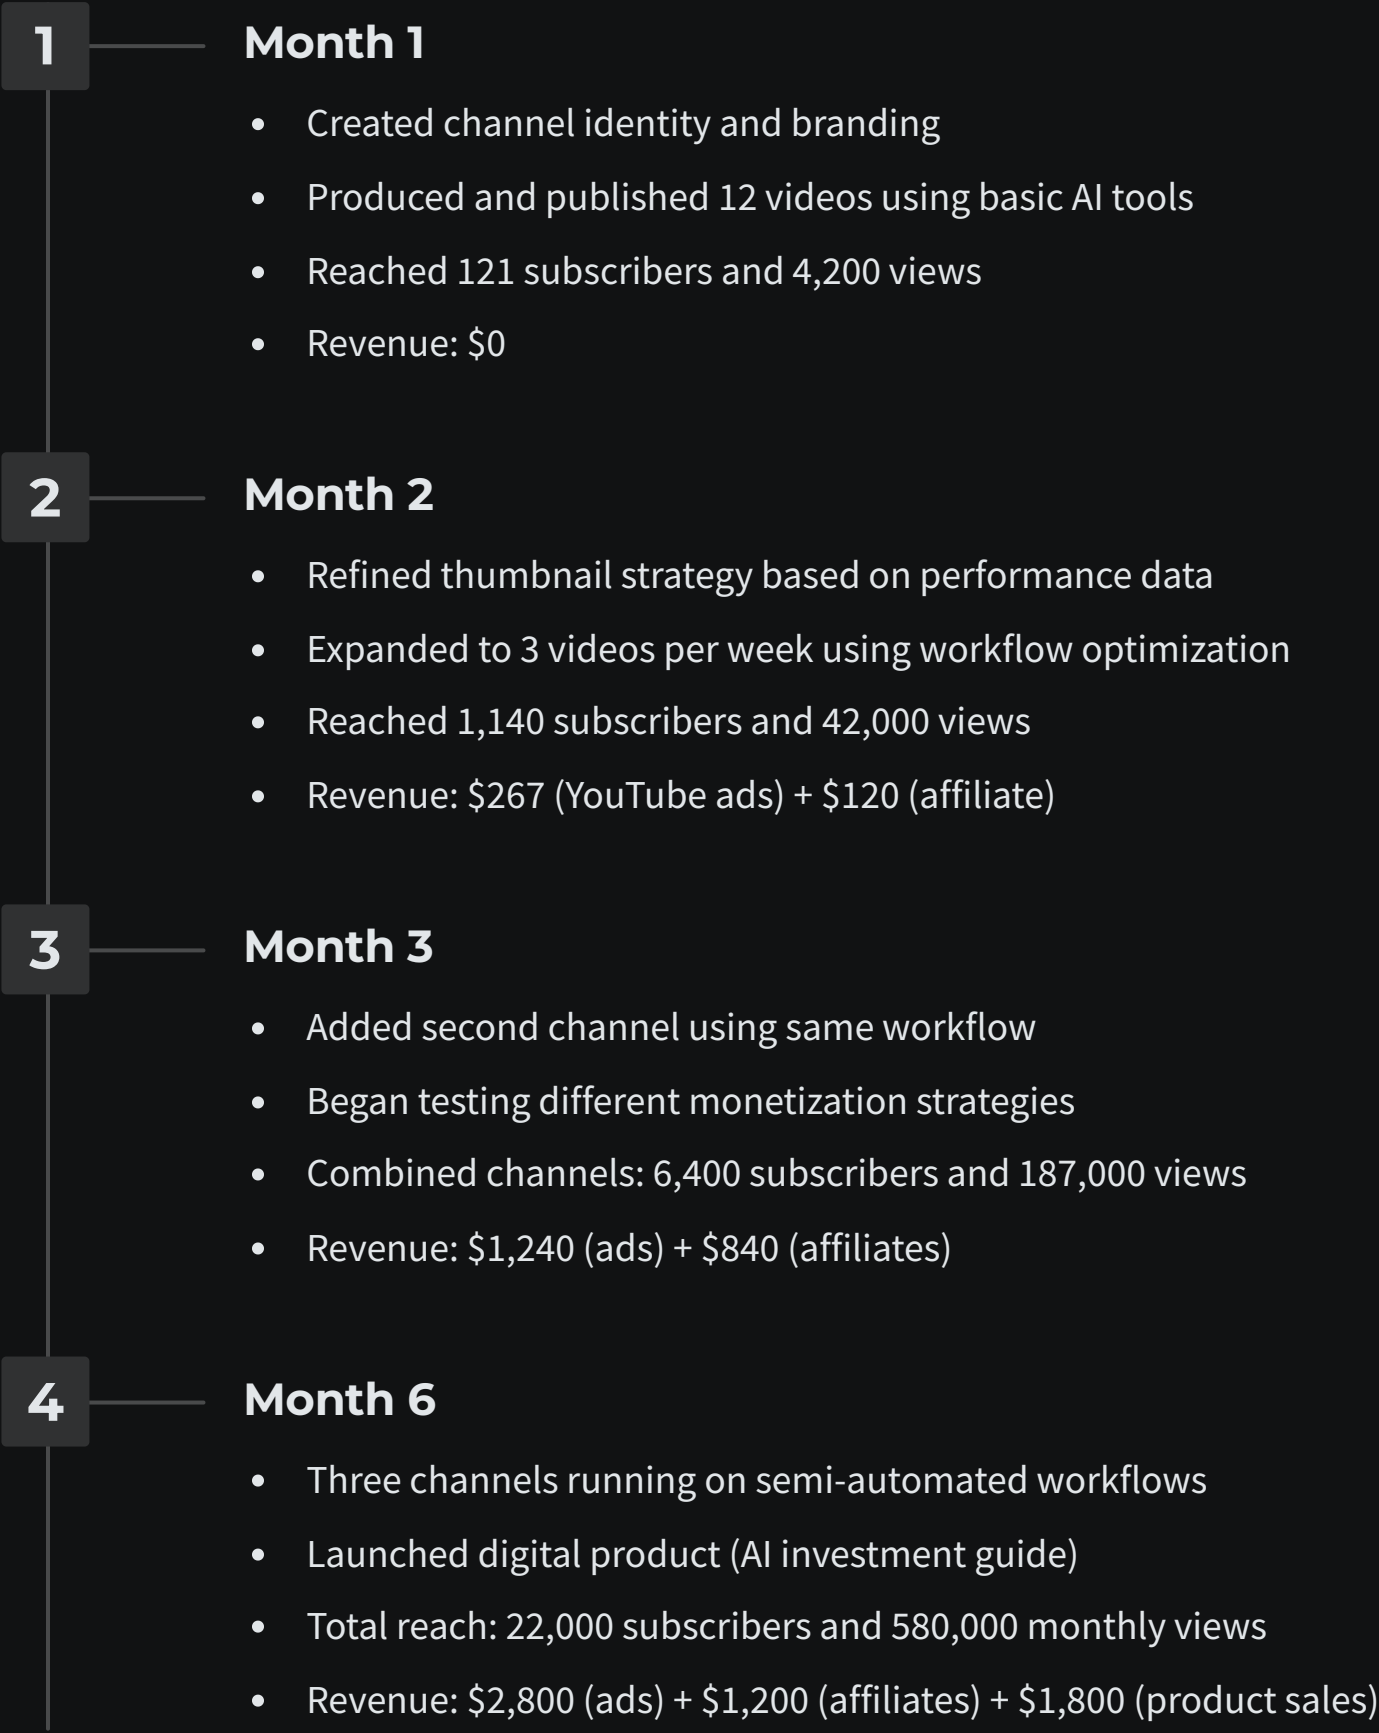 1
Month 1
• Created channel identity and branding
• Produced and published 12 videos using basic AI tools
• Reached 121 subscribers and 4,200 views
• Revenue: $0
2
Month 2
• Refined thumbnail strategy based on performance data
• Expanded to 3 videos per week using workflow optimization
• Reached 1,140 subscribers and 42,000 views
• Revenue: $267 (YouTube ads) + $120 (affiliate)
3
Month 3
• Added second channel using same workflow
• Began testing different monetization strategies
• Combined channels: 6,400 subscribers and 187,000 views
• Revenue: $1,240 (ads) + $840 (affiliates)
4
Month 6
• Three channels running on semi-automated workflows
• Launched digital product (AI investment guide)
• Total reach: 22,000 subscribers and 580,000 monthly views
• Revenue: $2,800 (ads) + $1,200 (affiliates) + $1,800 (product sales)